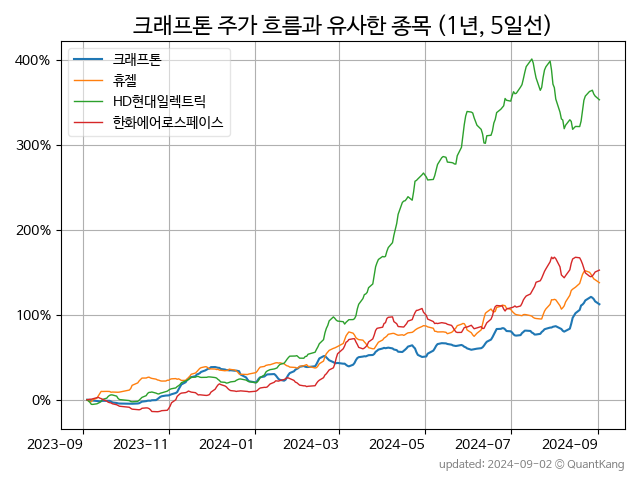 크래프톤 주가 흐름과 유사한 종목 (1년, 5일선)
400%
300%
200%
100%
0%
크래프톤
휴젤
HD현대일렉트릭
한화에어로스페이스
2023-09 2023-11 2024-01 2024-03 2024-05 2024-07 2024-09
updated: 2024-09-02 © QuantKang